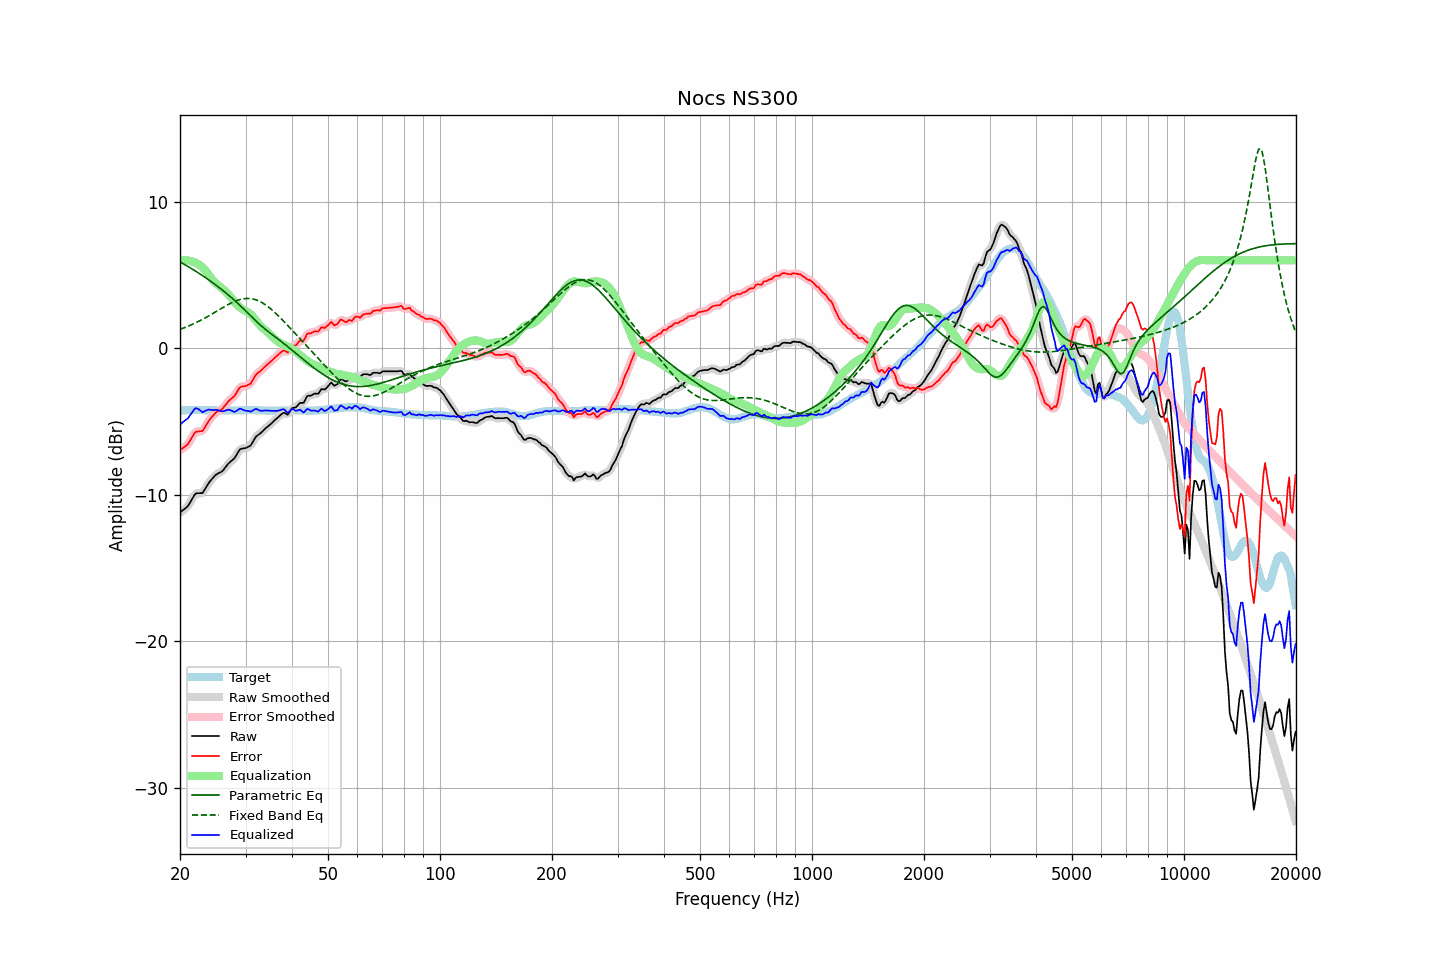 Nocs NS300
Amplitude (dBr)
10
0
−10
−20
−30
Target
Raw Smoothed
Error Smoothed
Raw
Error
Equalization
Parametric Eq
Fixed Band Eq
Equalized
20 50 100 200 500 1000 2000 5000 10000 20000
Frequency (Hz)